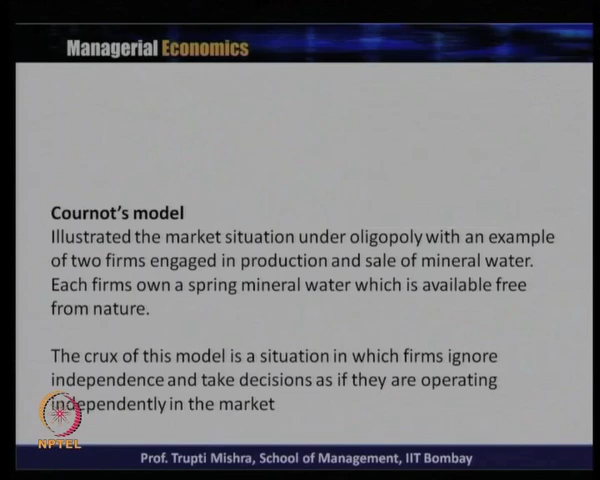 Managerial Economics
Cournot's model
Illustrated the market situation under oligopoly with an example
of two firms engaged in production and sale of mineral water.
Each firms own a spring mineral water which is available free
from nature.
The crux of this model is a situation in which firms ignore
independence and take decisions as if they are operating
independently in the market
NPTEL
Prof. Trupti Mishra, School of Management, IIT Bombay